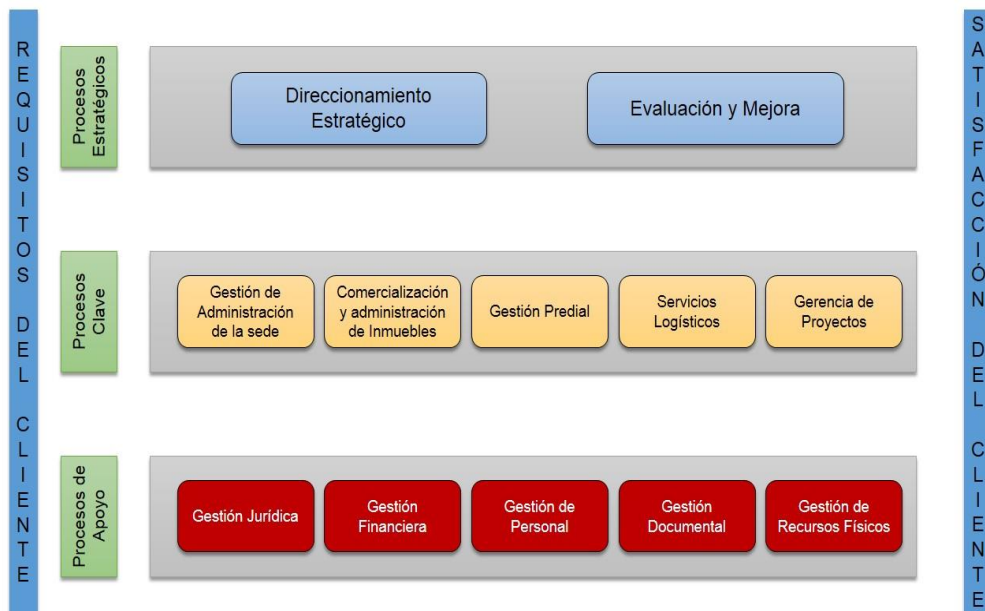 REQUISITOS DEL CLIENTE
Procesos
Estratégicos
Direccionamiento
Estratégico
Evaluación y Mejora
Procesos
Clave
Gestión de
Administración
de la sede
Comercialización
y administración
de Inmuebles
Gestión Predial
Servicios
Logísticos
Gerencia de
Proyectos
Procesos de
Apoyo
Gestión Jurídica
Gestión
Financiera
Gestión de
Personal
Gestión
Documental
Gestión de
Recursos Físicos
SATISFACCIÓN DEL CLIENTE